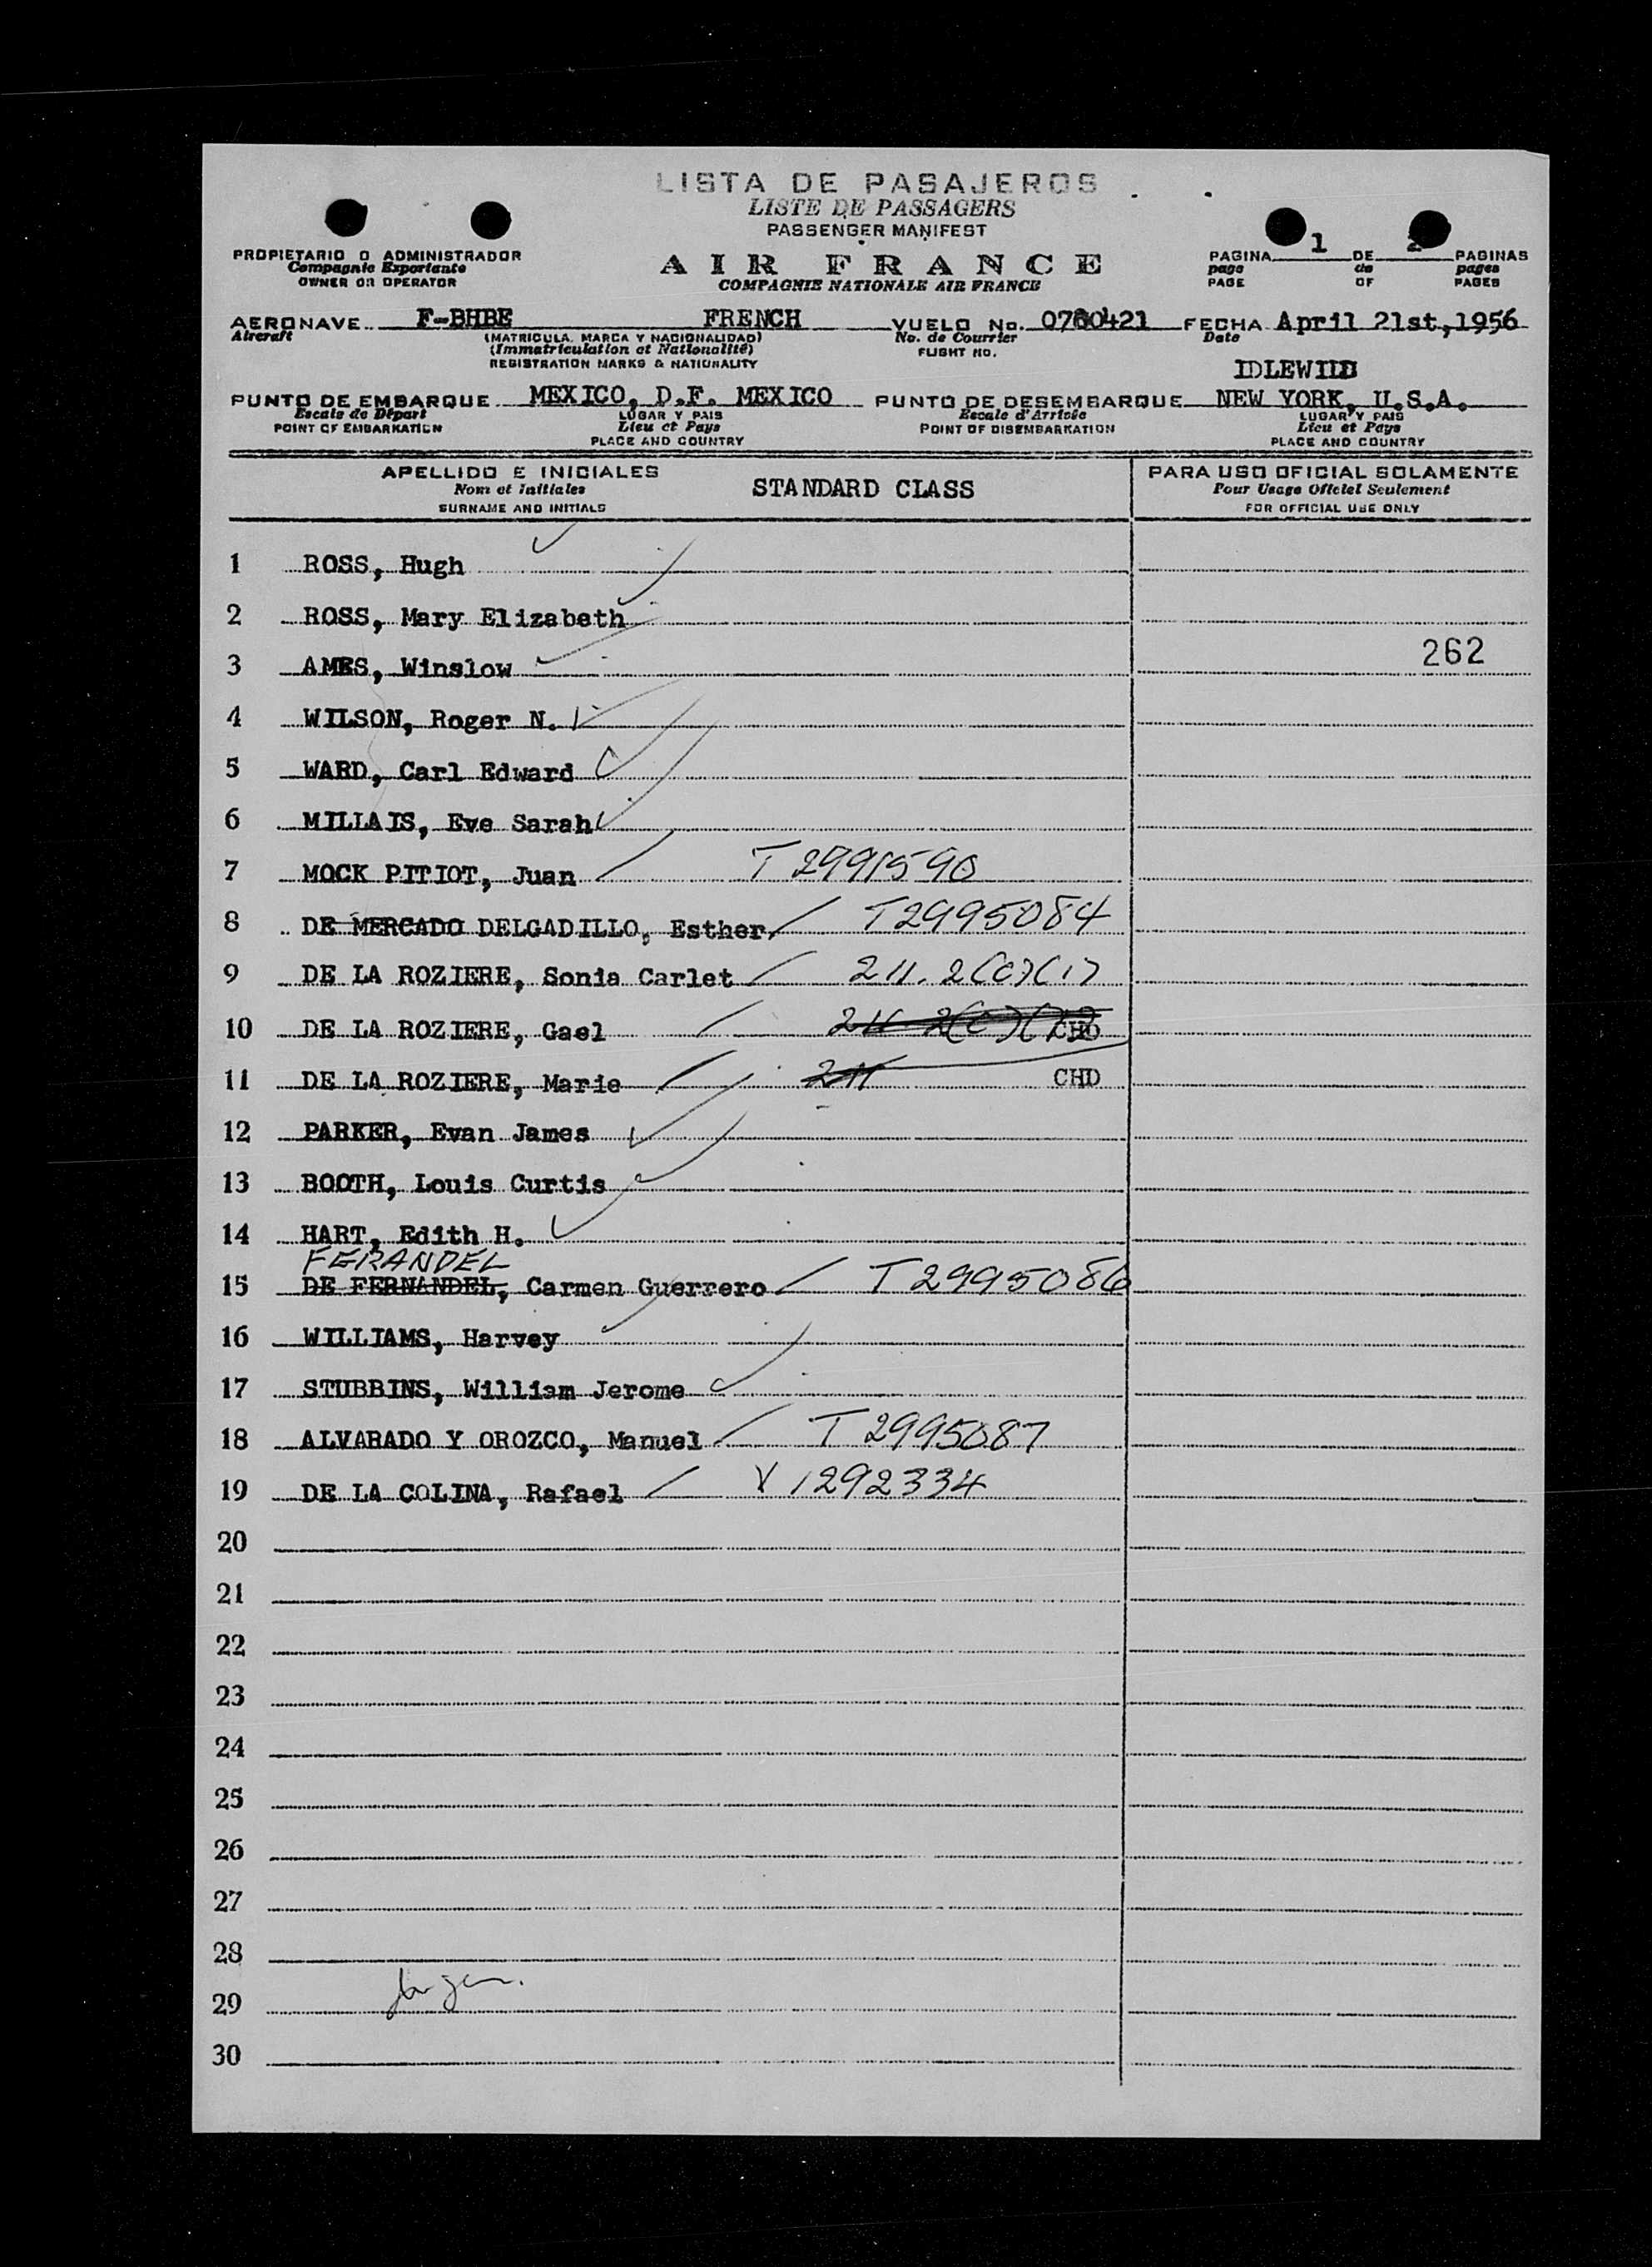 LISTA DE PASAJEROS
LISTE DE PASSAGERS
PASSENGER MANIFEST
PROPIETARIO O ADMINISTRADOR
Compagnie Exportante
OWNER OR OPERATOR
AIR FRANCE
COMPAGNIE NATIONALE AIR FRANCE
PAGINA 1 DE 2 PAGINAS
page de pages
PAGE OF PAGES
AERONAVE F-BHBE FRENCH VUELO No. 0780421 FECHA April 21st,1956
Aircraft (MATRICULA, MARCA Y NACIONALIDAD) No. de Courrier Date
(Immatriculation et Nationalité) FLIGHT NO.
REGISTRATION MARKS & NATIONALITY
IDLEWILD
PUNTO DE EMBARQUE MEXICO, D.F. MEXICO PUNTO DE DESEMBARQUE NEW YORK, U.S.A.
Escale de Départ LUGAR Y PAIS Escale d'Arrivée LUGAR Y PAIS
POINT OF EMBARKATION Lieu et Pays POINT OF DISEMBARKATION Lieu et Pays
PLACE AND COUNTRY PLACE AND COUNTRY
APELLIDO E INICIALES STANDARD CLASS PARA USO OFICIAL SOLAMENTE
Nom et Initiales Pour Usage Officiel Seulement
SURNAME AND INITIALS FOR OFFICIAL USE ONLY
1 ROSS, Hugh
2 ROSS, Mary Elizabeth
3 AMES, Winslow 262
4 WILSON, Roger N.
5 WARD, Carl Edward
6 MILLAIS, Eve Sarah
7 MOCK PITIOT, Juan T2991590
8 DE MERCADO DELGADILLO, Esther T2995084
9 DE LA ROZIERE, Sonia Carlet 211.2(C)(1)
10 DE LA ROZIERE, Gael CHD
11 DE LA ROZIERE, Marie 211 CHD
12 PARKER, Evan James
13 BOOTH, Louis Curtis
14 HART, Edith H.
FERANDEL
15 DE FERNANDEL, Carmen Guerrero T2995086
16 WILLIAMS, Harvey
17 STUBBINS, William Jerome
18 ALVARADO Y OROZCO, Manuel T2995087
19 DE LA COLINA, Rafael V1292334
20
21
22
23
24
25
26
27
28
29
30